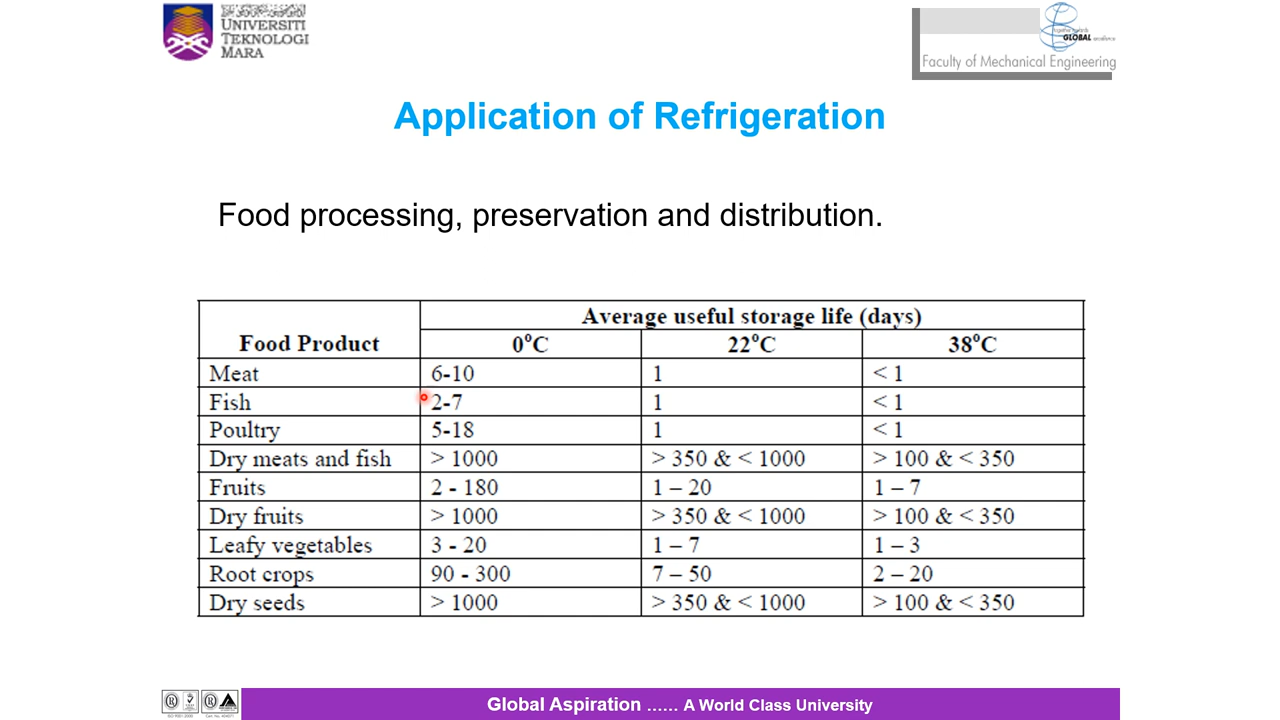 UNIVERSITI
TEKNOLOGI
MARA
GLOBAL
Faculty of Mechanical Engineering
Application of Refrigeration
Food processing, preservation and distribution.
Food Product Average useful storage life (days)
0°C 22°C 38°C
Meat 6-10 1 < 1
Fish 2-7 1 < 1
Poultry 5-18 1 < 1
Dry meats and fish > 1000 > 350 & < 1000 > 100 & < 350
Fruits 2 - 180 1 – 20 1 – 7
Dry fruits > 1000 > 350 & < 1000 > 100 & < 350
Leafy vegetables 3 - 20 1 – 7 1 – 3
Root crops 90 - 300 7 – 50 2 – 20
Dry seeds > 1000 > 350 & < 1000 > 100 & < 350
Global Aspiration ...... A World Class University